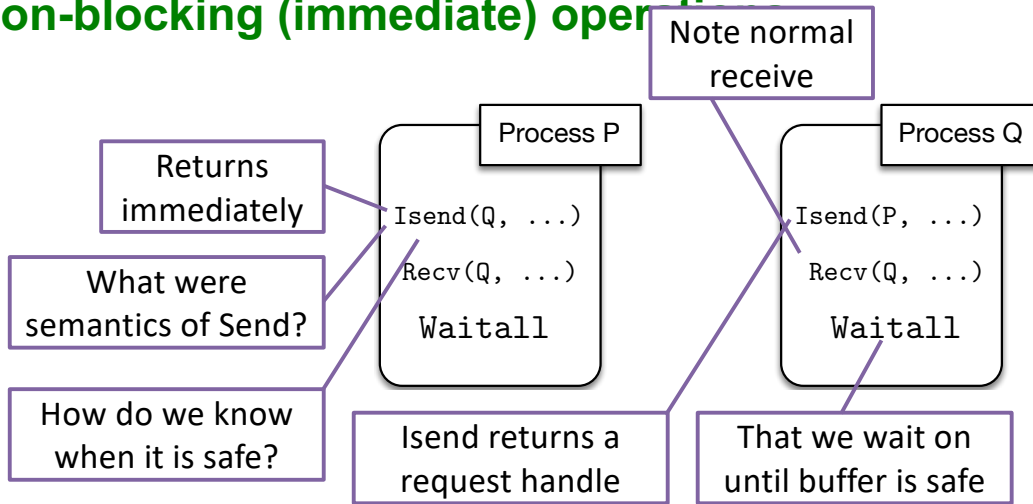 on-blocking (immediate)
Note normal
receive
Process P
Process Q
Returns
immediately
Isend(Q, ...)
Isend(P, ...)
What were
semantics of Send?
Recv(Q, ...)
Recv(Q, ...)
Waitall
Waitall
How do we know
when it is safe?
Isend returns a
request handle
That we wait on
until buffer is safe